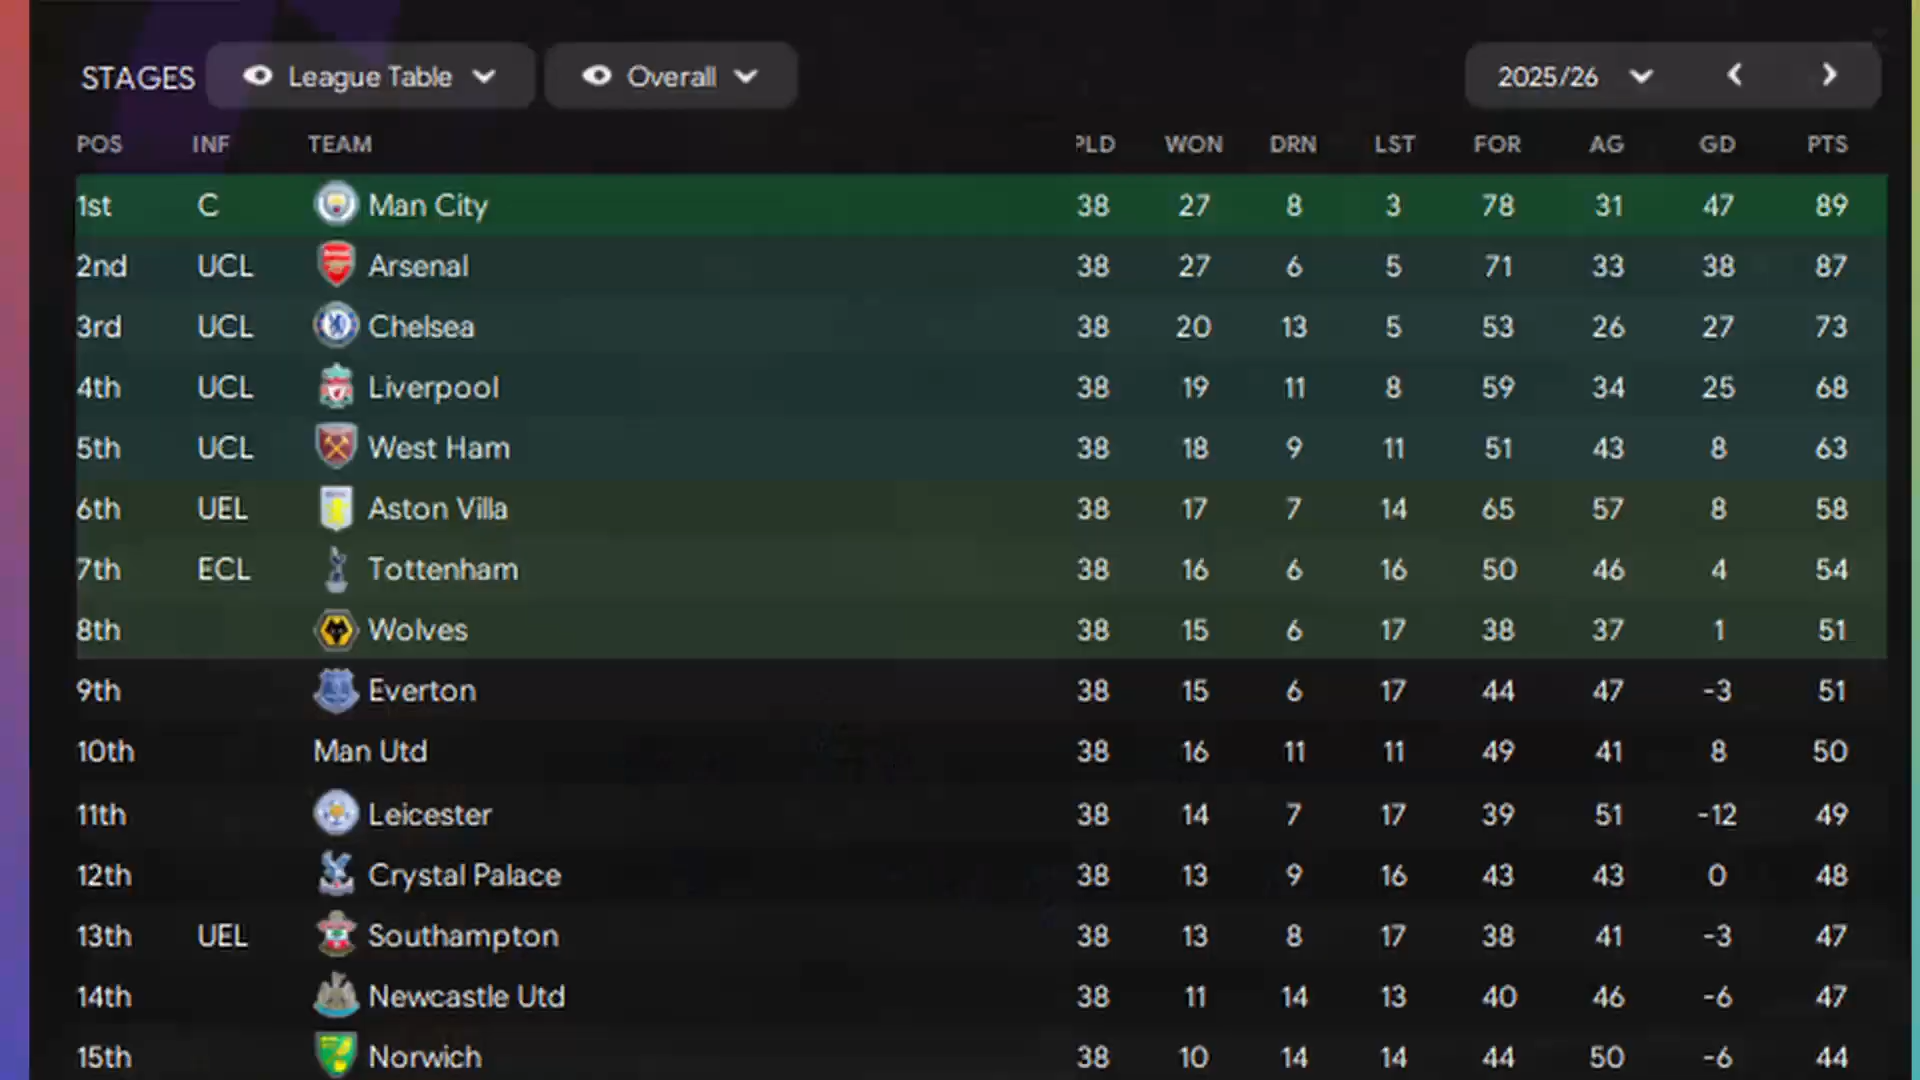 STAGES League Table Overall 2025/26
POS INF TEAM PLD WON DRN LST FOR AG GD PTS
1st C Man City 38 27 8 3 78 31 47 89
2nd UCL Arsenal 38 27 6 5 71 33 38 87
3rd UCL Chelsea 38 20 13 5 53 26 27 73
4th UCL Liverpool 38 19 11 8 59 34 25 68
5th UCL West Ham 38 18 9 11 51 43 8 63
6th UEL Aston Villa 38 17 7 14 65 57 8 58
7th ECL Tottenham 38 16 6 16 50 46 4 54
8th Wolves 38 15 6 17 38 37 1 51
9th Everton 38 15 6 17 44 47 -3 51
10th Man Utd 38 16 11 11 49 41 8 50
11th Leicester 38 14 7 17 39 51 -12 49
12th Crystal Palace 38 13 9 16 43 43 0 48
13th UEL Southampton 38 13 8 17 38 41 -3 47
14th Newcastle Utd 38 11 14 13 40 46 -6 47
15th Norwich 38 10 14 14 44 50 -6 44